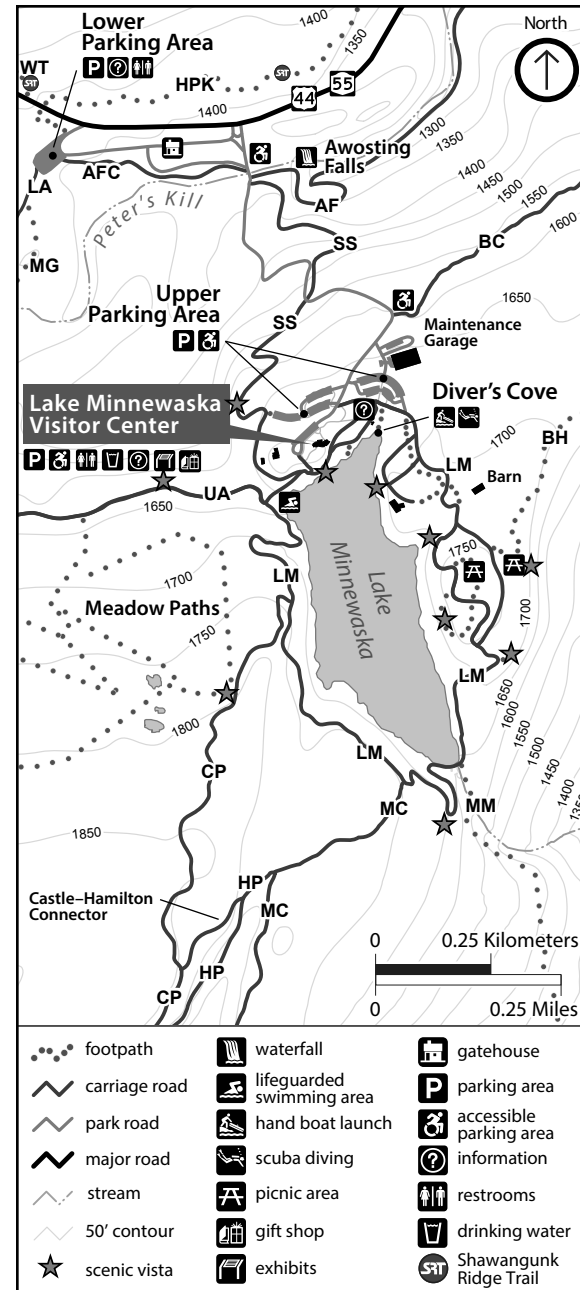 Lower
Parking Area
P ?
WT
SRT
HPK
SRT
1400
1350
North
55
44
1400
LA
AFC
Awosting
Falls
AF
Peter's Kill
SS
MG
BC
1300
1350
1400
1450
1500
1550
1600
Upper
Parking Area
P
SS
1650
Maintenance
Garage
Lake Minnewaska
Visitor Center
P ?
?
Diver's Cove
1700
BH
LM
Barn
UA
1650
1750
1700
LM
Lake
Minnewaska
1700
Meadow Paths
1750
1800
LM
1650
1600
1550
1500
1450
1400
1350
CP
LM
MC
MM
1850
Castle–Hamilton
Connector
HP
MC
HP
CP
0 0.25 Kilometers
0 0.25 Miles
footpath
carriage road
park road
major road
stream
50' contour
scenic vista
waterfall
lifeguarded
swimming area
hand boat launch
scuba diving
picnic area
gift shop
exhibits
gatehouse
P parking area
accessible
parking area
? information
restrooms
drinking water
SRT Shawangunk
Ridge Trail